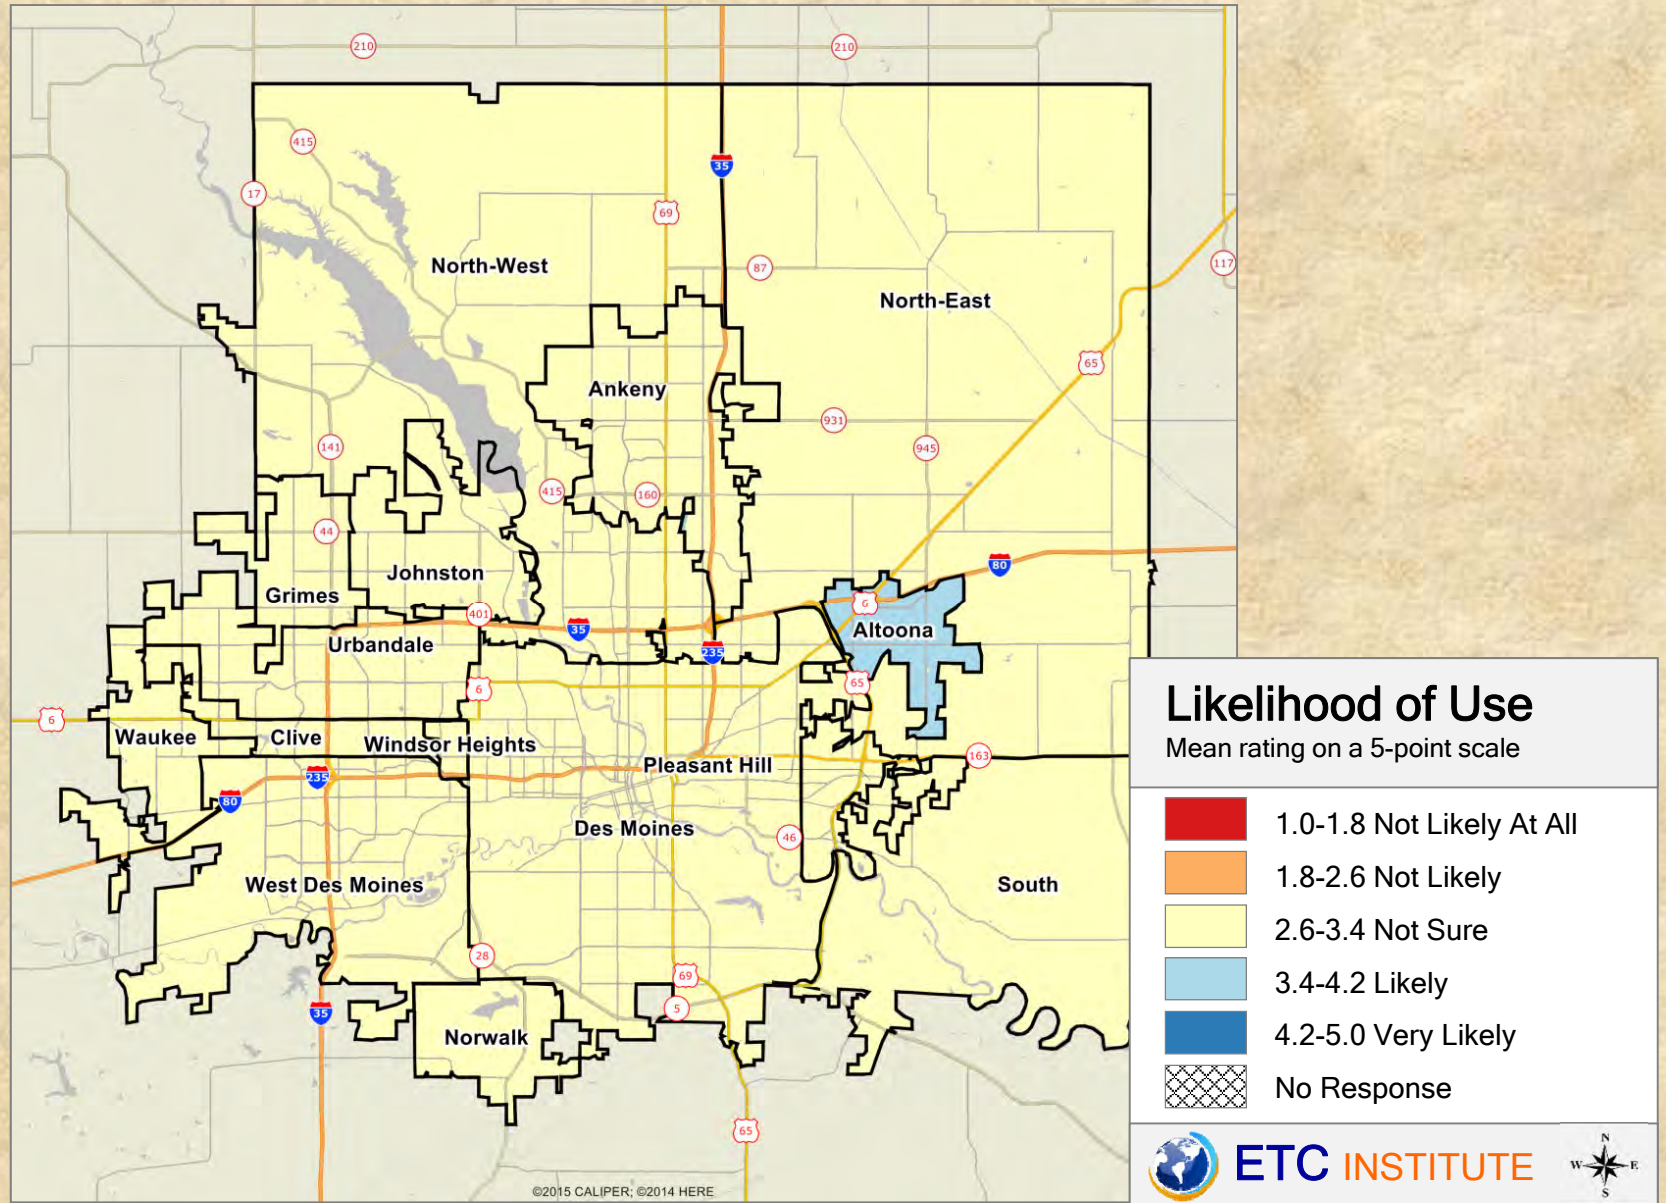 210
210
415
17
35
69
87
117
North-West
North-East
65
Ankeny
931
141
945
415
160
44
80
Johnston
Grimes
6
401
35
Altoona
Urbandale
235
65
6
6
Waukee
Clive
Windsor Heights
163
Pleasant Hill
235
80
Des Moines
46
West Des Moines
South
28
69
5
35
Norwalk
65
©2015 CALIPER; ©2014 HERE
Likelihood of Use
Mean rating on a 5-point scale
1.0-1.8 Not Likely At All
1.8-2.6 Not Likely
2.6-3.4 Not Sure
3.4-4.2 Likely
4.2-5.0 Very Likely
No Response
ETC INSTITUTE
N
W
E
S